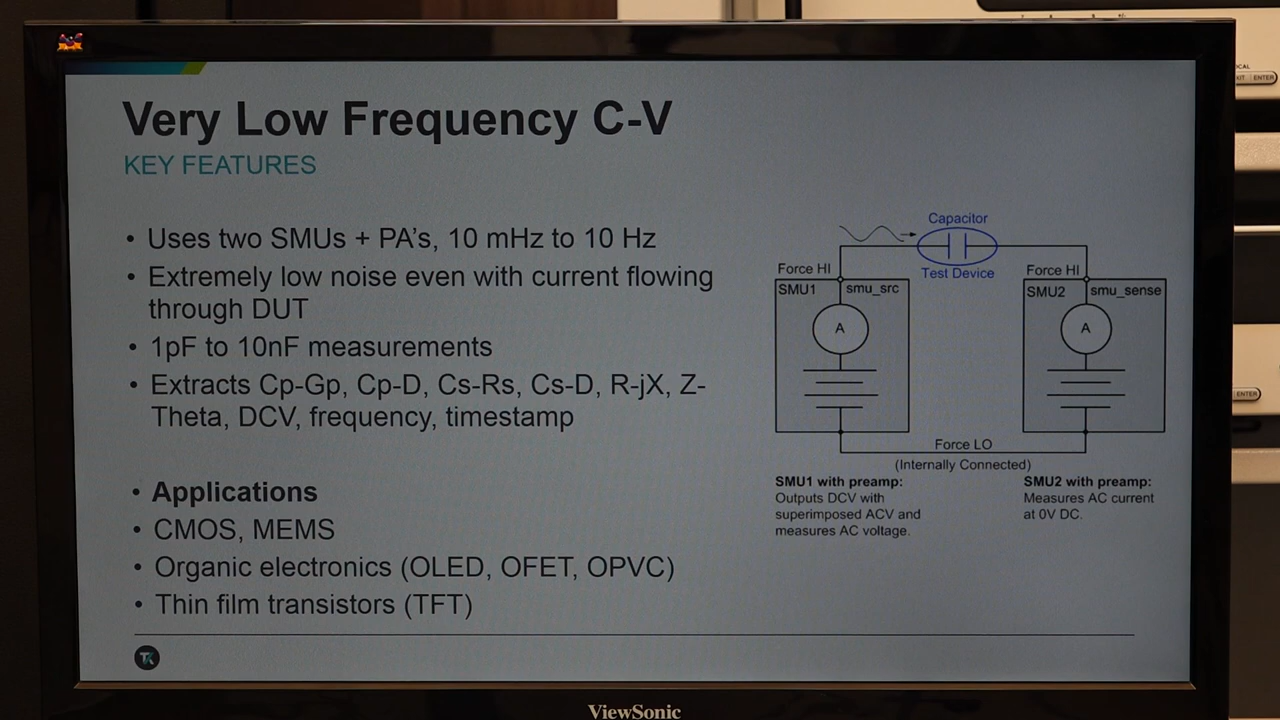 Very Low Frequency C-V
KEY FEATURES
• Uses two SMUs + PA's, 10 mHz to 10 Hz
• Extremely low noise even with current flowing
through DUT
• 1pF to 10nF measurements
• Extracts Cp-Gp, Cp-D, Cs-Rs, Cs-D, R-jX, Z-
Theta, DCV, frequency, timestamp
• Applications
• CMOS, MEMS
• Organic electronics (OLED, OFET, OPVC)
• Thin film transistors (TFT)
Capacitor
Test Device
Force HI
SMU1
smu_src
A
Force HI
SMU2
smu_sense
A
Force LO
(Internally Connected)
SMU1 with preamp:
Outputs DCV with
superimposed ACV and
measures AC voltage.
SMU2 with preamp:
Measures AC current
at 0V DC.
TK
ViewSonic
ENTER
ENTER